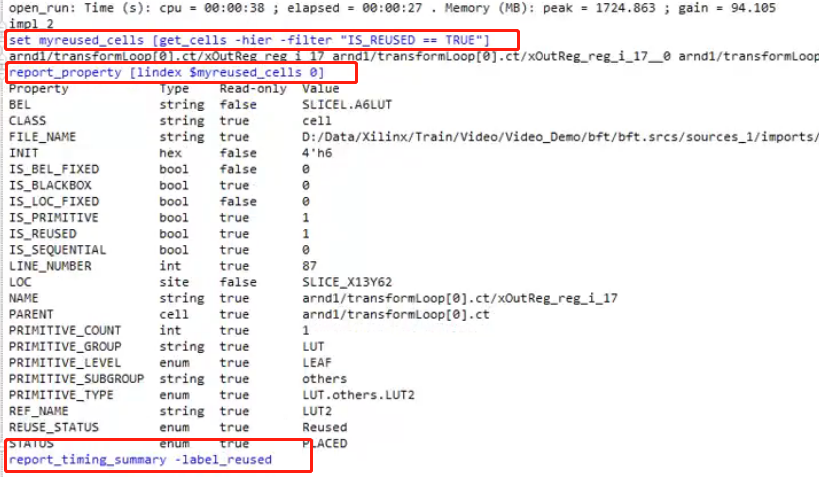 open_run: Time (s): cpu = 00:00:38 ; elapsed = 00:00:27 . Memory (MB): peak = 1724.863 ; gain = 94.105
impl_2
set myreused_cells [get_cells -hier -filter "IS_REUSED == TRUE"]
arnd1/transformLoop[0].ct/xOutReg_reg_i_17 arnd1/transformLoop[0].ct/xOutReg_reg_i_17__0 arnd1/transformLoop
report_property [lindex $myreused_cells 0]
Property Type Read-only Value
BEL string false SLICEL.A6LUT
CLASS string true cell
FILE_NAME string true D:/Data/Xilinx/Train/Video/Video_Demo/bft/bft.srcs/sources_1/imports/
INIT hex false 4'h6
IS_BEL_FIXED bool false 0
IS_BLACKBOX bool true 0
IS_LOC_FIXED bool false 0
IS_PRIMITIVE bool true 1
IS_REUSED bool true 1
IS_SEQUENTIAL bool true 0
LINE_NUMBER int true 87
LOC site false SLICE_X13Y62
NAME string true arnd1/transformLoop[0].ct/xOutReg_reg_i_17
PARENT cell true arnd1/transformLoop[0].ct
PRIMITIVE_COUNT int true 1
PRIMITIVE_GROUP string true LUT
PRIMITIVE_LEVEL enum true LEAF
PRIMITIVE_SUBGROUP string true others
PRIMITIVE_TYPE enum true LUT.others.LUT2
REF_NAME string true LUT2
REUSE_STATUS enum true Reused
STATUS enum true PLACED
report_timing_summary -label_reused